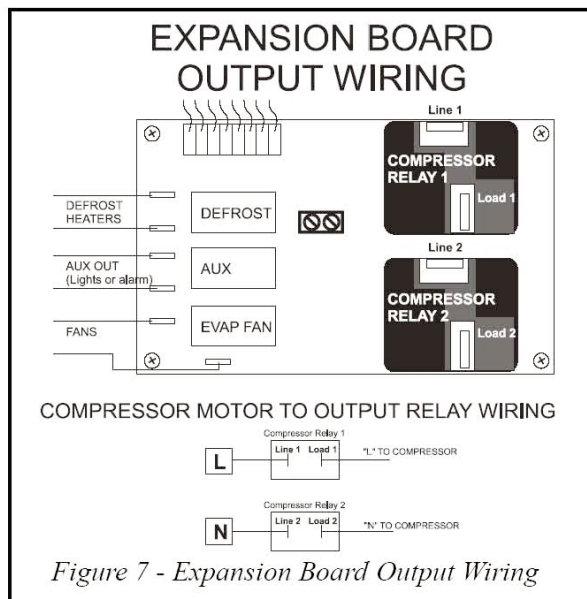 EXPANSION BOARD
OUTPUT WIRING
Line 1
COMPRESSOR
RELAY 1
Load 1
DEFROST
HEATERS
DEFROST
Line 2
AUX OUT
(Lights or alarm)
AUX
COMPRESSOR
RELAY 2
Load 2
FANS
EVAP FAN
COMPRESSOR MOTOR TO OUTPUT RELAY WIRING
Compressor Relay 1
L
Line 1
Load 1
"L" TO COMPRESSOR
Compressor Relay 2
N
Line 2
Load 2
"N" TO COMPRESSOR
Figure 7 - Expansion Board Output Wiring